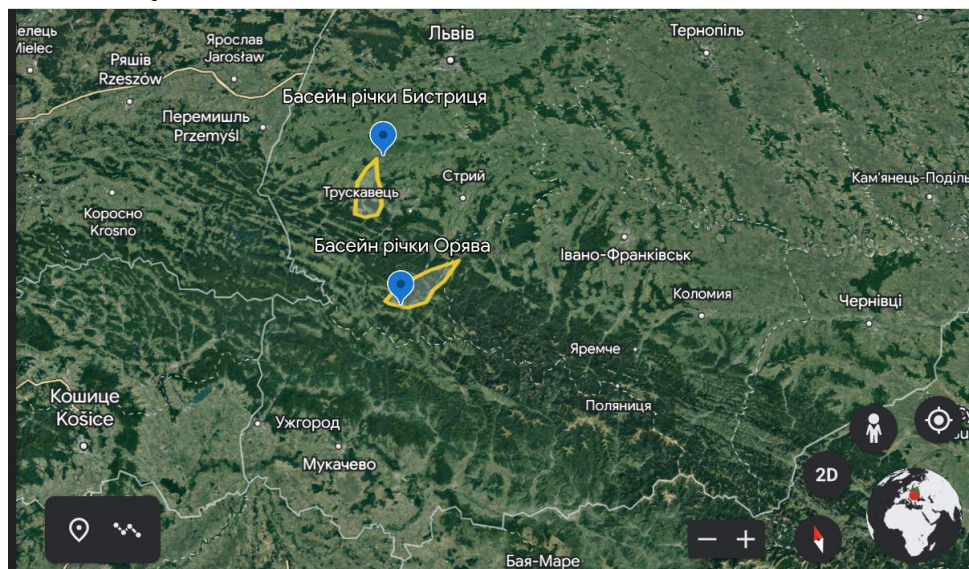 Львів
Тернопіль
Mielec
Ярослав
Jarosław
Ряшів
Rzeszów
Басейн річки Бистриця
Перемишль
Przemyśl
Стрий
Трускавець
Кам'янець-Поділь
Коросно
Krosno
Басейн річки Орява
Івано-Франківськ
Коломия
Чернівці
Яремче
Кошице
Košice
Поляниця
Ужгород
Мукачево
2D
Бая-Маре